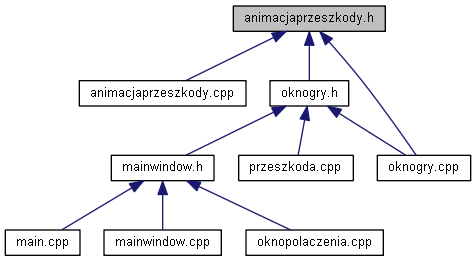 animacjaprzeszkody.h
animacjaprzeszkody.cpp
oknogry.h
mainwindow.h
przeszkoda.cpp
oknogry.cpp
main.cpp
mainwindow.cpp
oknopolaczenia.cpp